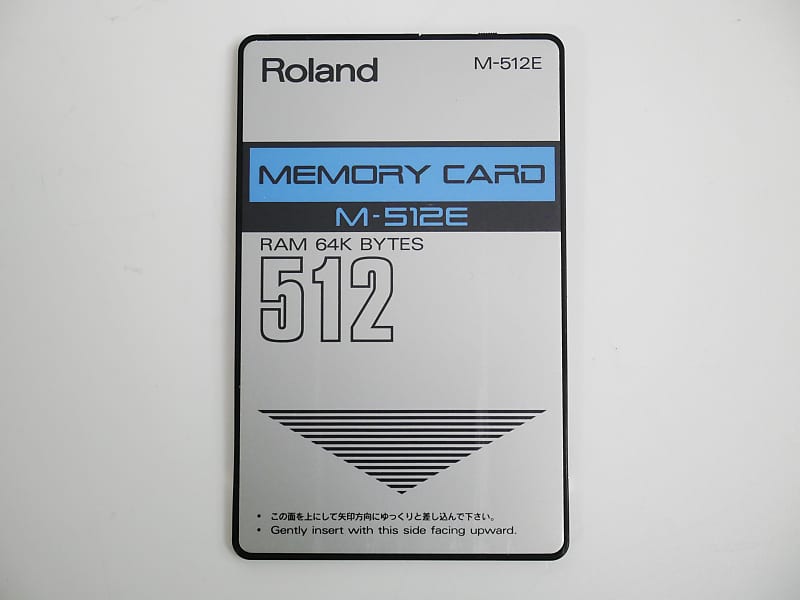 Roland M-512E
MEMORY CARD
M-512E
RAM 64K BYTES
512
• この面を上にして矢印方向にゆっくりと差し込んで下さい。
• Gently insert with this side facing upward.